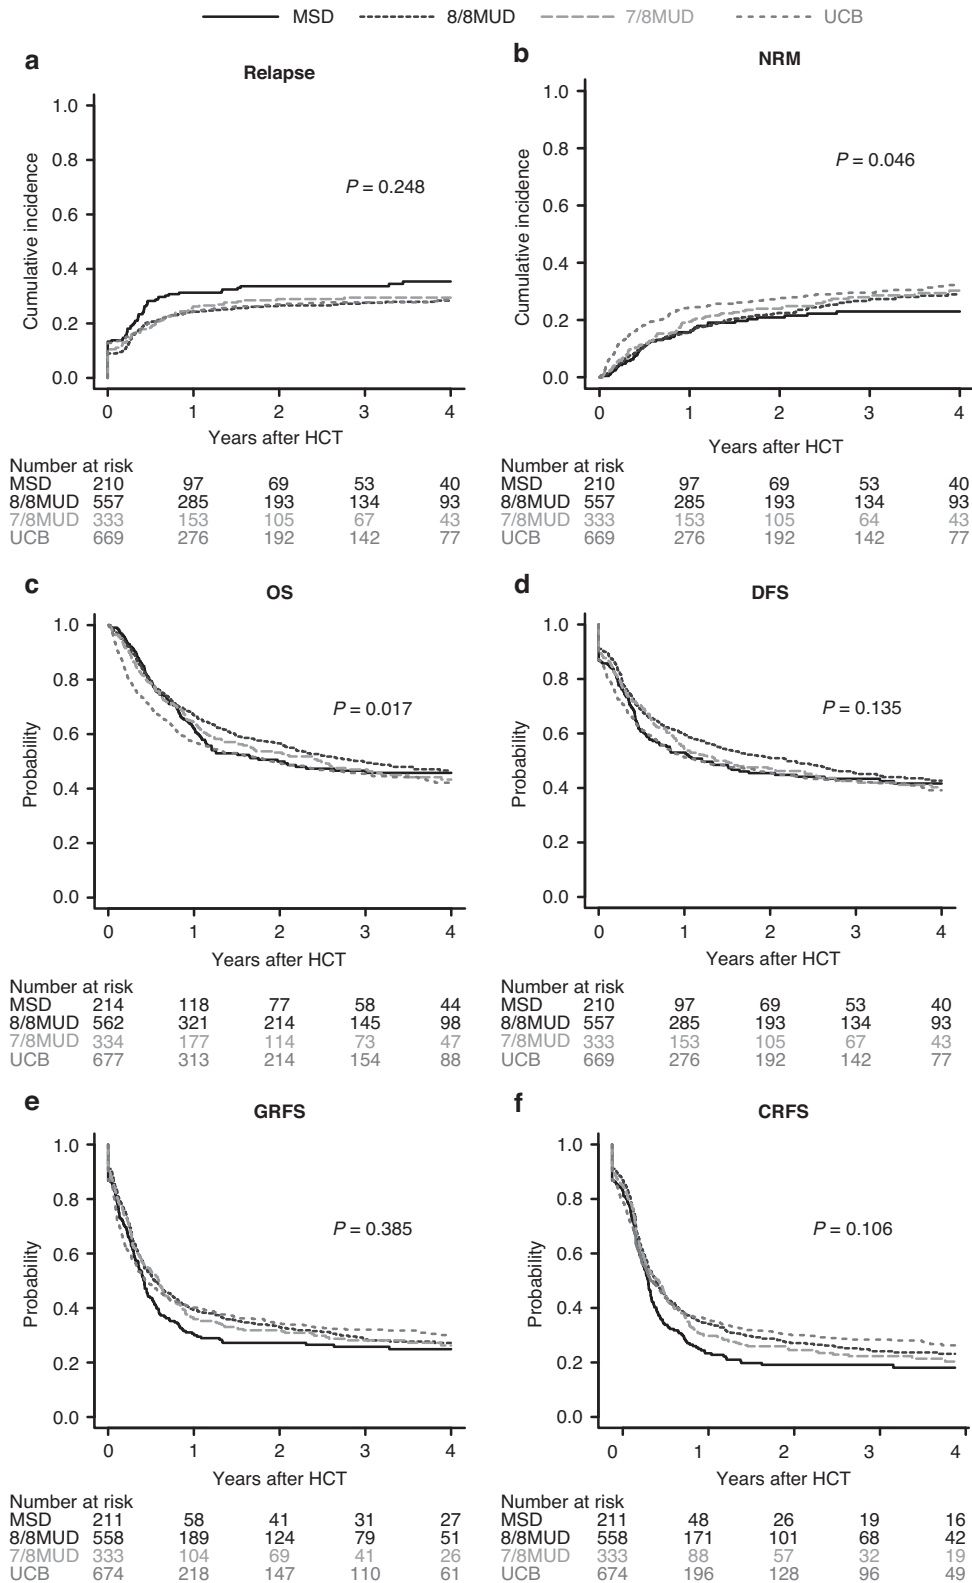 MSD 8/8MUD 7/8MUD UCB
a
Relapse
1.0
0.8
0.6
0.4
0.2
0.0
Cumulative incidence
P = 0.248
0 1 2 3 4
Years after HCT
Number at risk
MSD 210 97 69 53 40
8/8MUD 557 285 193 134 93
7/8MUD 333 153 105 67 43
UCB 669 276 192 142 77
b
NRM
1.0
0.8
0.6
0.4
0.2
0.0
Cumulative incidence
P = 0.046
0 1 2 3 4
Years after HCT
Number at risk
MSD 210 97 69 53 40
8/8MUD 557 285 193 134 93
7/8MUD 333 153 105 64 43
UCB 669 276 192 142 77
c
OS
1.0
0.8
0.6
0.4
0.2
0.0
Probability
P = 0.017
0 1 2 3 4
Years after HCT
Number at risk
MSD 214 118 77 58 44
8/8MUD 562 321 214 145 98
7/8MUD 334 177 114 73 47
UCB 677 313 214 154 88
d
DFS
1.0
0.8
0.6
0.4
0.2
0.0
Probability
P = 0.135
0 1 2 3 4
Years after HCT
Number at risk
MSD 210 97 69 53 40
8/8MUD 557 285 193 134 93
7/8MUD 333 153 105 67 43
UCB 669 276 192 142 77
e
GRFS
1.0
0.8
0.6
0.4
0.2
0.0
Probability
P = 0.385
0 1 2 3 4
Years after HCT
Number at risk
MSD 211 58 41 31 27
8/8MUD 558 189 124 79 51
7/8MUD 333 104 69 41 26
UCB 674 218 147 110 61
f
CRFS
1.0
0.8
0.6
0.4
0.2
0.0
Probability
P = 0.106
0 1 2 3 4
Years after HCT
Number at risk
MSD 211 48 26 19 16
8/8MUD 558 171 101 68 42
7/8MUD 333 88 57 32 19
UCB 674 196 128 96 49